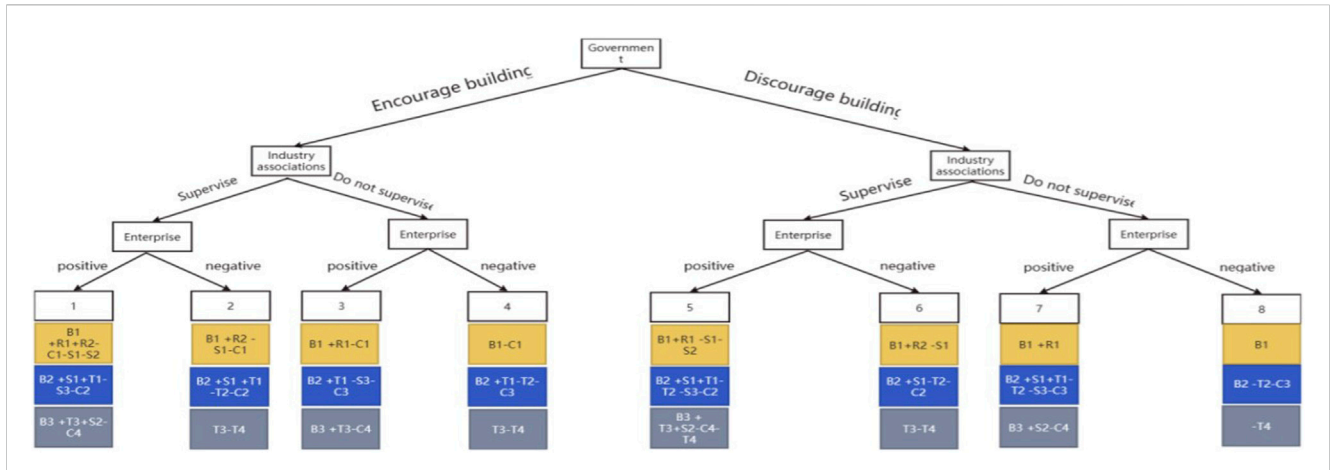 Governmen
t
Encourage building
Discourage building
Industry
associations
Industry
associations
Supervise
Do not supervise
Supervise
Do not supervise
Enterprise
Enterprise
Enterprise
Enterprise
positive
negative
positive
negative
positive
negative
positive
negative
1
2
3
4
5
6
7
8
B1
+R1+R2-
C1-S1-S2
B1 +R2 -
S1-C1
B1 +R1-C1
B1-C1
B1+R1 -S1-
S2
B1+R2 -S1
B1 +R1
B1
B2 +S1+T1-
S3-C2
B2 +S1 +T1
-T2-C2
B2 +T1 -S3-
C3
B2 +T1-T2-
C3
B2 +S1+T1-
T2 -S3-C2
B2 +S1-T2-
C2
B2 +S1+T1-
T2 -S3-C3
B2 -T2-C3
B3 +T3+S2-
C4
T3-T4
B3 +T3-C4
T3-T4
B3 +
T3+S2-C4-
T4
T3-T4
B3 +S2-C4
-T4